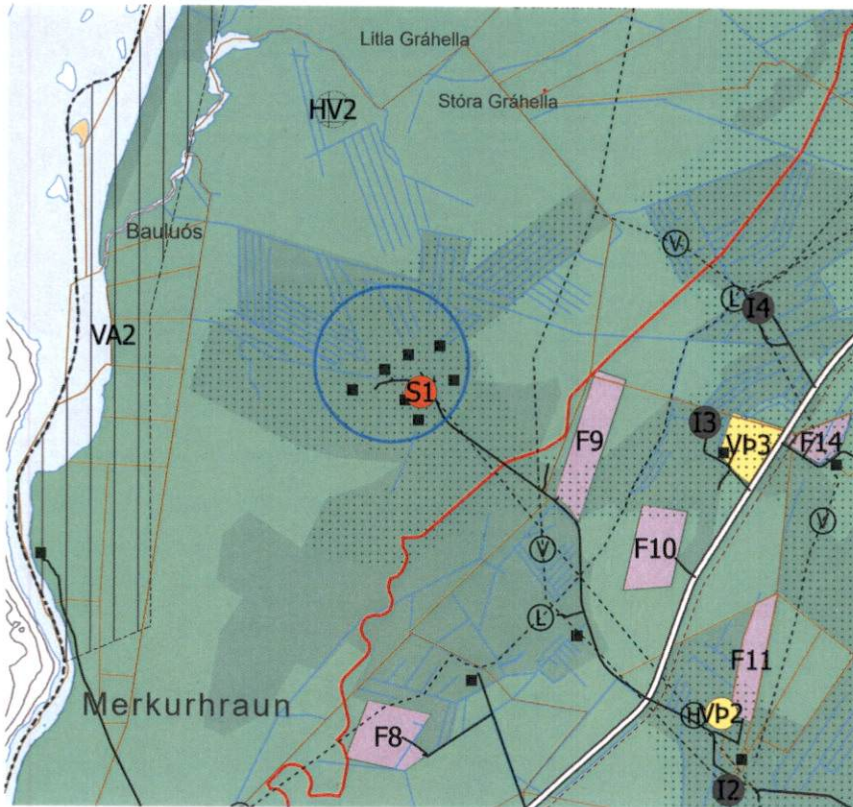 Litla Gráhella
HV2
Stóra Gráhella
Bauluós
V
L
I4
VA2
S1
I3
VÞ3
F14
F9
V
V
F10
L
F11
Merkurhraun
F8
H
VÞ2
I2